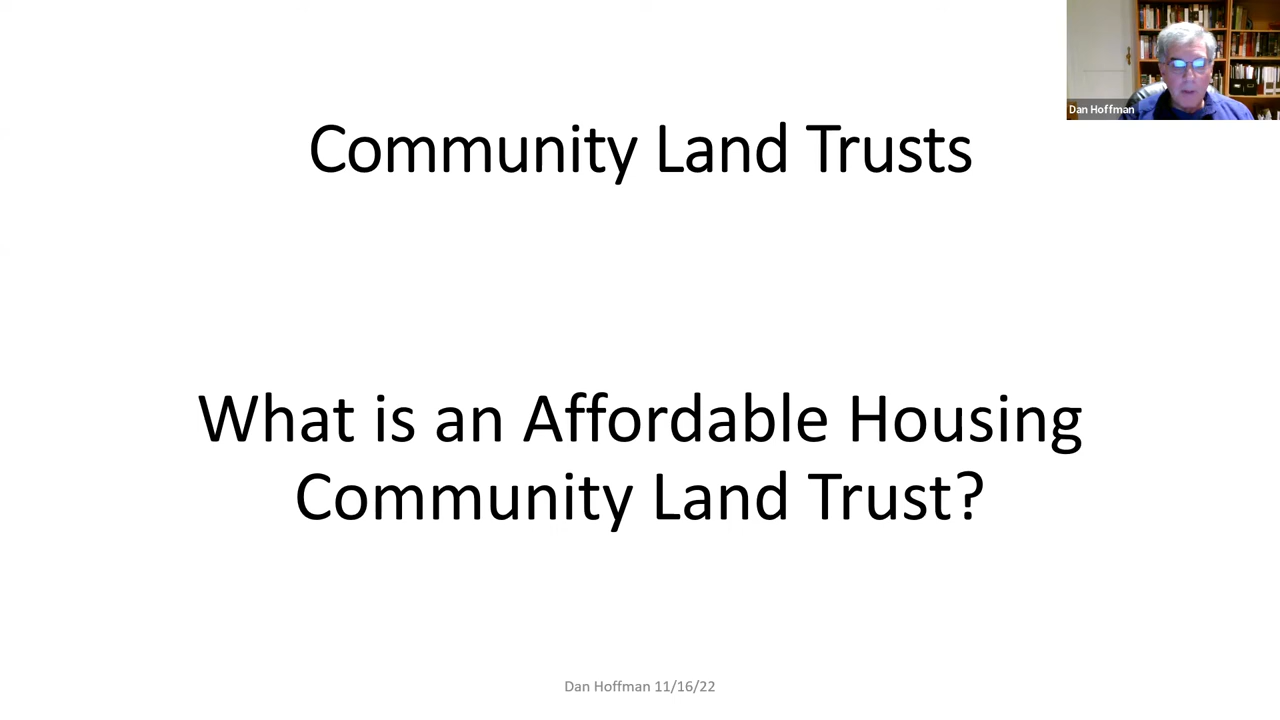 Dan Hoffman
Community Land Trusts
What is an Affordable Housing
Community Land Trust?
Dan Hoffman 11/16/22